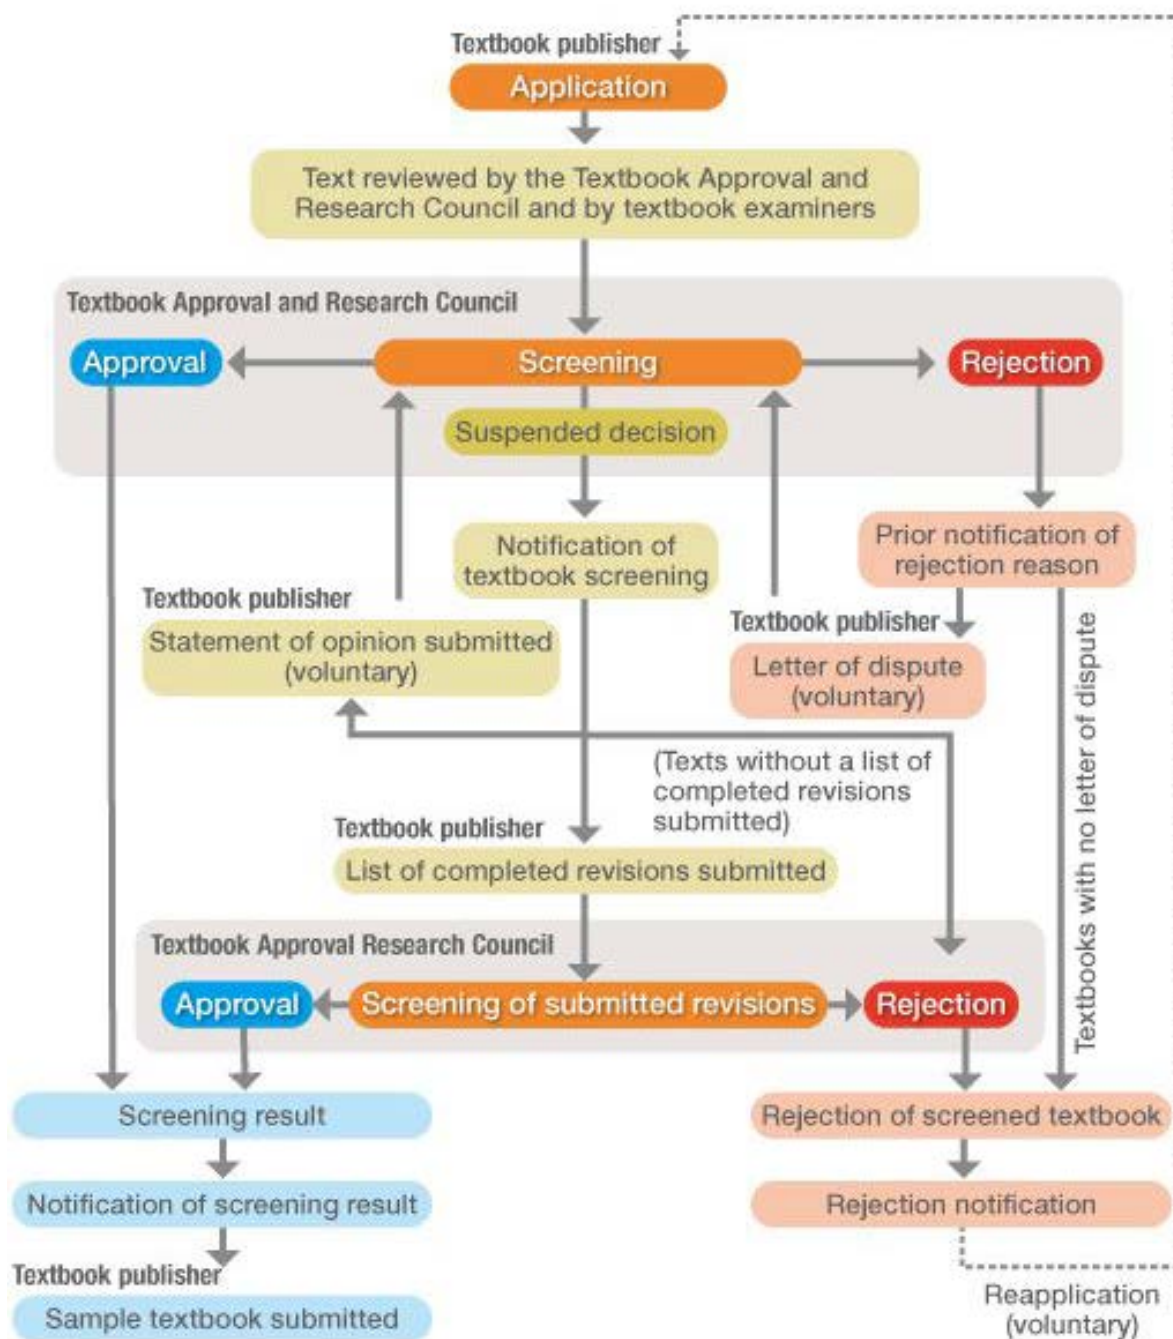 Textbook publisher
Application
Text reviewed by the Textbook Approval and
Research Council and by textbook examiners
Textbook Approval and Research Council
Approval
Screening
Rejection
Suspended decision
Notification of
textbook screening
Prior notification of
rejection reason
Textbook publisher
Statement of opinion submitted
(voluntary)
Textbook publisher
Letter of dispute
(voluntary)
Textbooks with no letter of dispute
(Texts without a list of
completed revisions
submitted)
Textbook publisher
List of completed revisions submitted
Textbook Approval Research Council
Approval
Screening of submitted revisions
Rejection
Screening result
Rejection of screened textbook
Notification of screening result
Rejection notification
Textbook publisher
Sample textbook submitted
Reapplication
(voluntary)